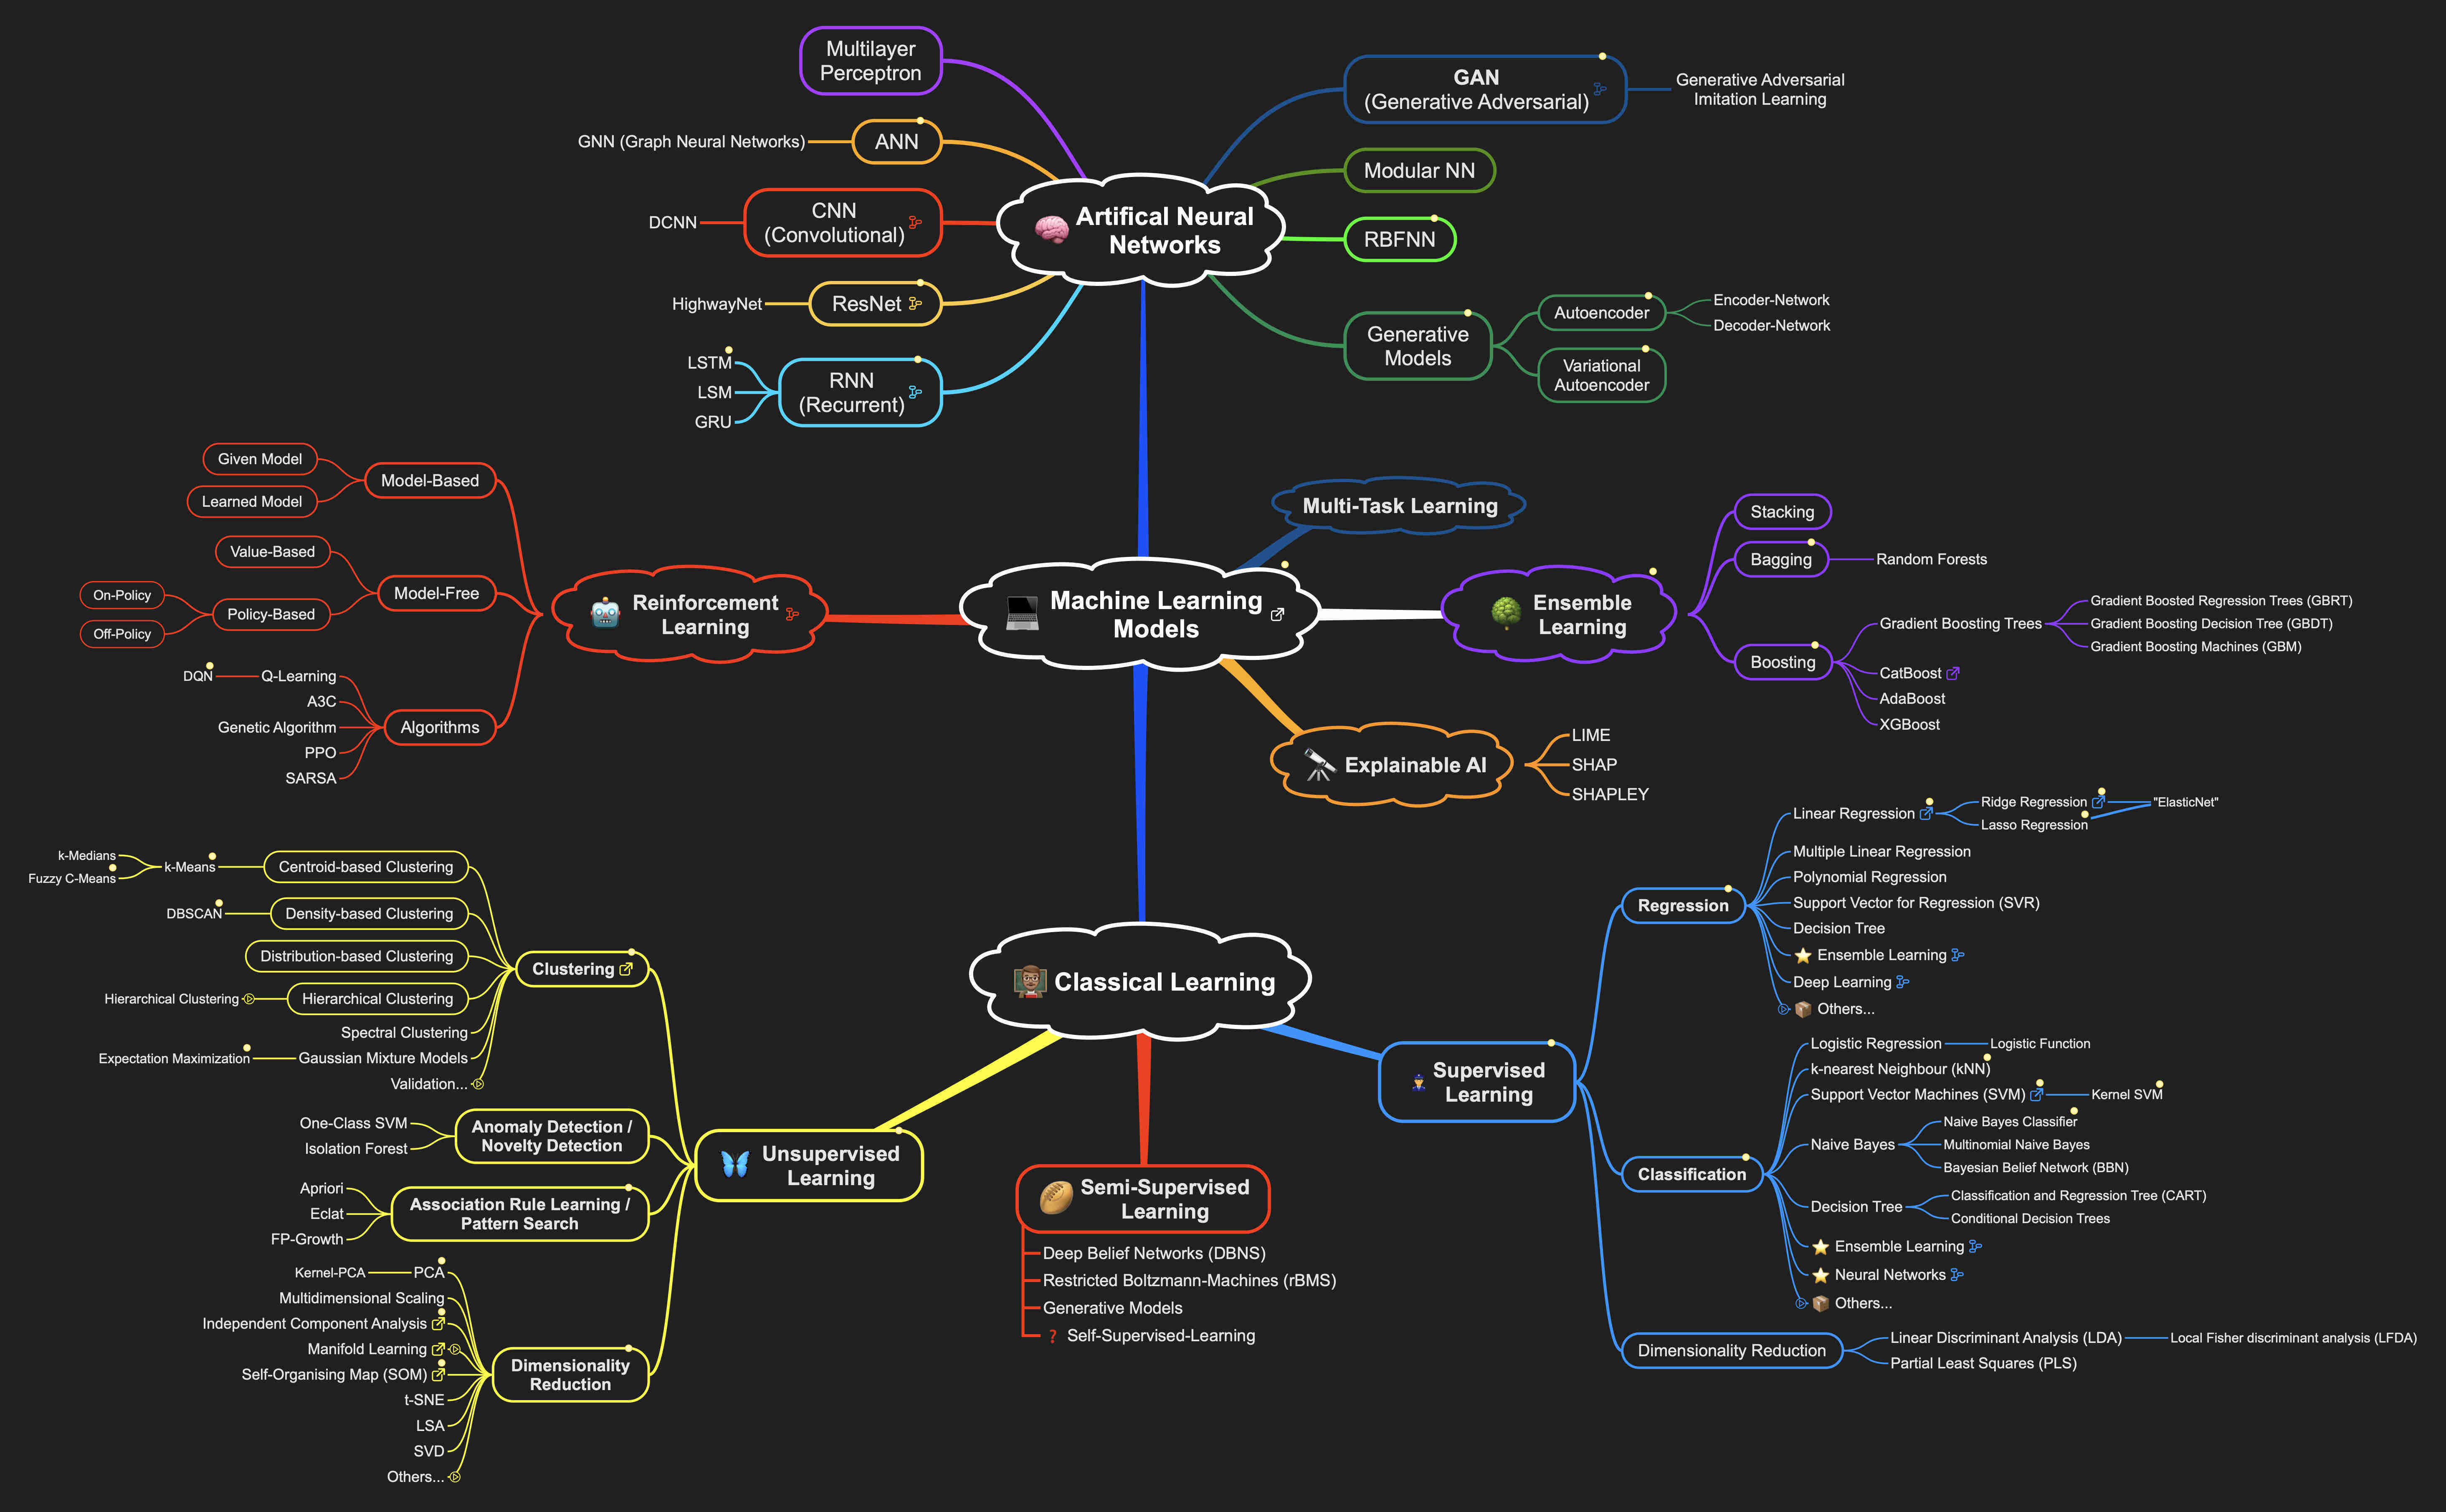 Multilayer
Perceptron
GNN (Graph Neural Networks)
ANN
DCNN
CNN
(Convolutional)
HighwayNet
ResNet
LSTM
LSM
GRU
RNN
(Recurrent)
Artifical Neural
Networks
GAN
(Generative Adversarial)
Generative Adversarial
Imitation Learning
Modular NN
RBFNN
Generative
Models
Autoencoder
Encoder-Network
Decoder-Network
Variational
Autoencoder
Given Model
Learned Model
Model-Based
Value-Based
On-Policy
Off-Policy
Policy-Based
Model-Free
DQN
Q-Learning
A3C
Genetic Algorithm
PPO
SARSA
Algorithms
Reinforcement
Learning
Machine Learning
Models
Multi-Task Learning
Ensemble
Learning
Stacking
Bagging
Random Forests
Boosting
Gradient Boosting Trees
Gradient Boosted Regression Trees (GBRT)
Gradient Boosting Decision Tree (GBDT)
Gradient Boosting Machines (GBM)
CatBoost
AdaBoost
XGBoost
Explainable AI
LIME
SHAP
SHAPLEY
Classical Learning
k-Medians
Fuzzy C-Means
k-Means
Centroid-based Clustering
DBSCAN
Density-based Clustering
Distribution-based Clustering
Hierarchical Clustering
Hierarchical Clustering
Spectral Clustering
Expectation Maximization
Gaussian Mixture Models
Validation...
Clustering
One-Class SVM
Isolation Forest
Anomaly Detection /
Novelty Detection
Apriori
Eclat
FP-Growth
Association Rule Learning /
Pattern Search
Kernel-PCA
PCA
Multidimensional Scaling
Independent Component Analysis
Manifold Learning
Self-Organising Map (SOM)
t-SNE
LSA
SVD
Others...
Dimensionality
Reduction
Unsupervised
Learning
Semi-Supervised
Learning
Deep Belief Networks (DBNS)
Restricted Boltzmann-Machines (rBMS)
Generative Models
? Self-Supervised-Learning
Supervised
Learning
Regression
Linear Regression
Ridge Regression
Lasso Regression
"ElasticNet"
Multiple Linear Regression
Polynomial Regression
Support Vector for Regression (SVR)
Decision Tree
Ensemble Learning
Deep Learning
Others...
Classification
Logistic Regression
Logistic Function
k-nearest Neighbour (kNN)
Support Vector Machines (SVM)
Kernel SVM
Naive Bayes
Naive Bayes Classifier
Multinomial Naive Bayes
Bayesian Belief Network (BBN)
Decision Tree
Classification and Regression Tree (CART)
Conditional Decision Trees
Ensemble Learning
Neural Networks
Others...
Dimensionality Reduction
Linear Discriminant Analysis (LDA)
Local Fisher discriminant analysis (LFDA)
Partial Least Squares (PLS)